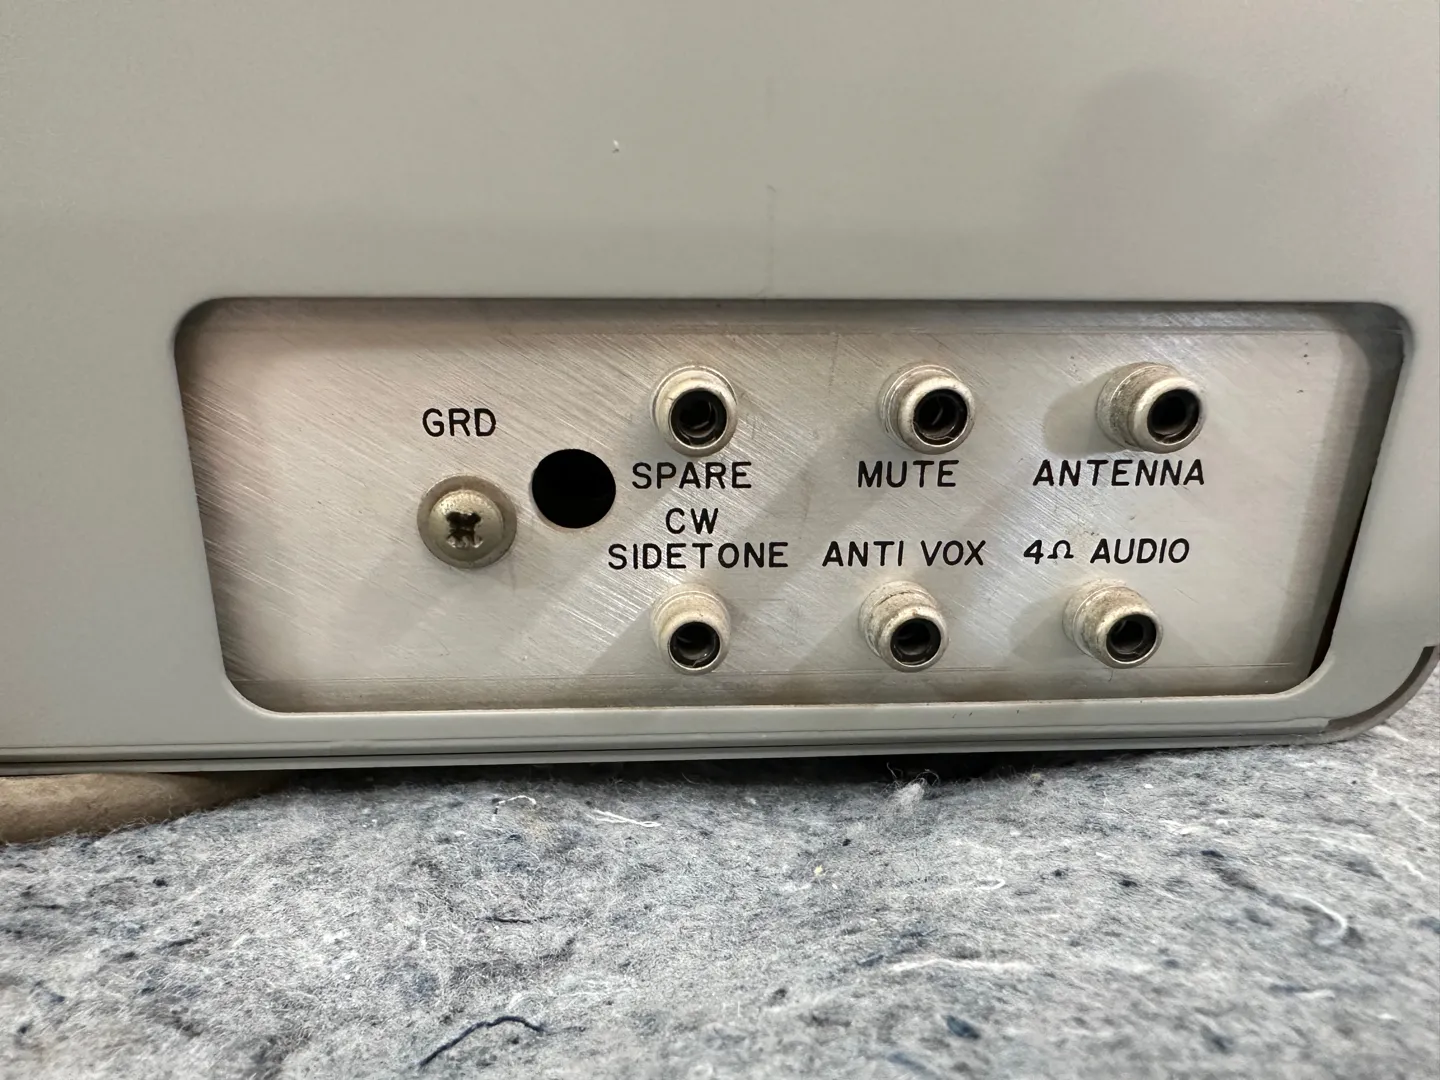 GRD
SPARE
MUTE
ANTENNA
CW
SIDETONE
ANTI VOX
4Ω AUDIO